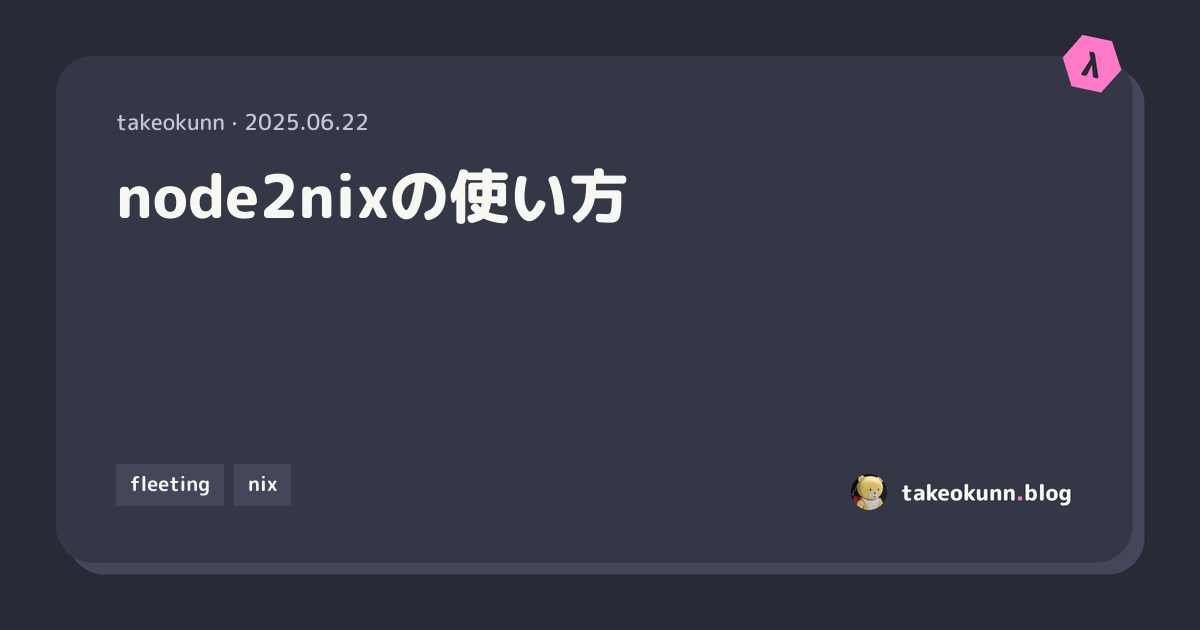 λ
takeokunn · 2025.06.22
node2nixの使い方
fleeting
nix
takeokunn.blog